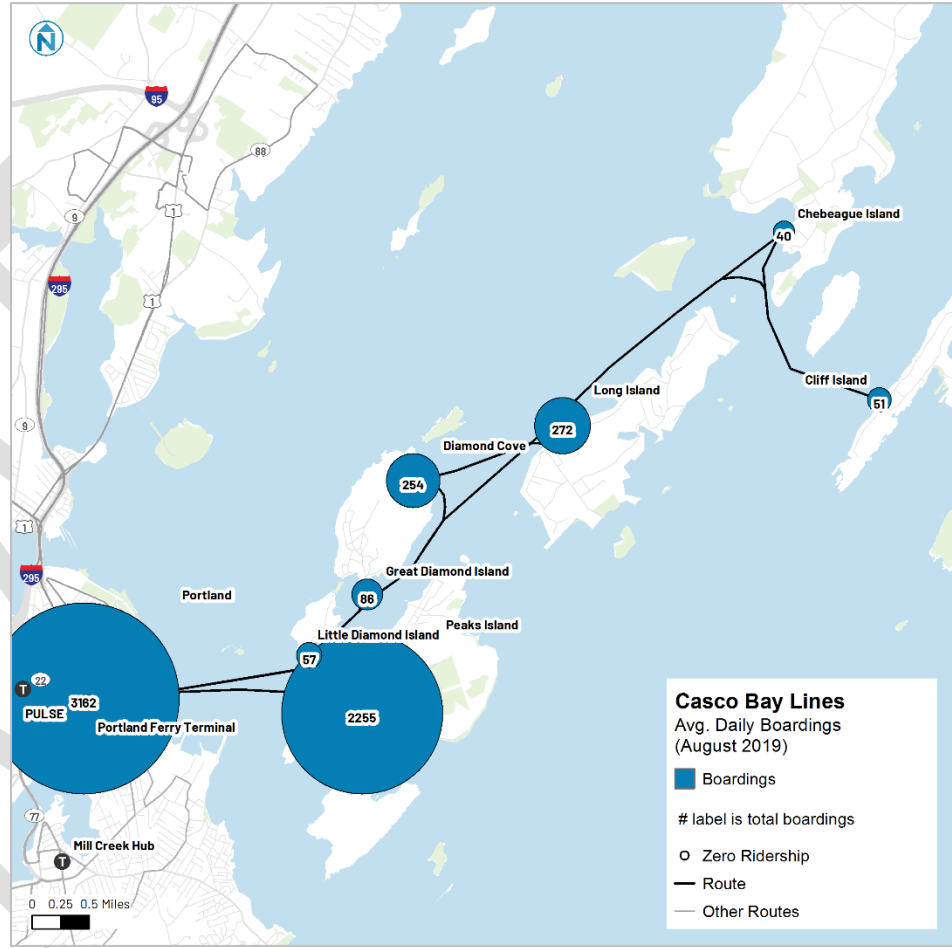 N
95
88
1
9
295
1
Chebeague Island
40
Cliff Island
51
Long Island
272
9
Diamond Cove
254
1
295
Great Diamond Island
86
Portland
Peaks Island
Little Diamond Island
57
T
22
3162
2255
PULSE
Portland Ferry Terminal
77
Mill Creek Hub
T
0 0.25 0.5 Miles
Casco Bay Lines
Avg. Daily Boardings
(August 2019)
Boardings
# label is total boardings
Zero Ridership
Route
Other Routes